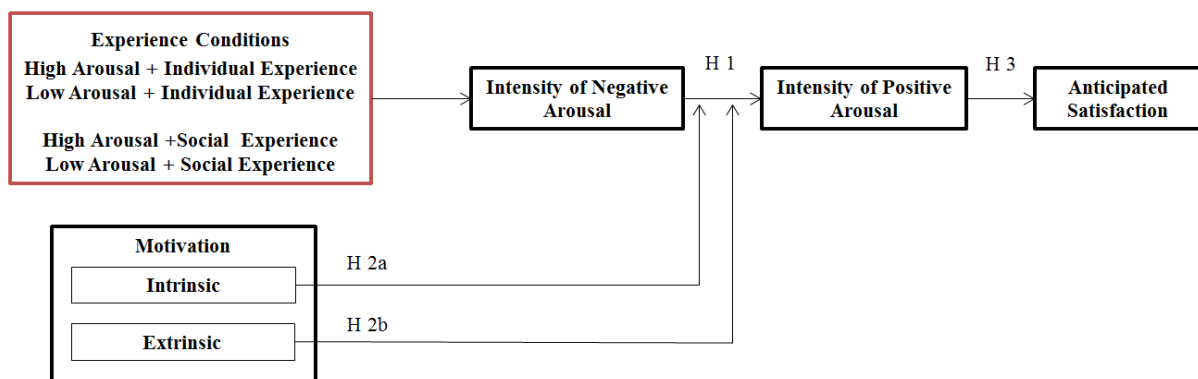 Experience Conditions
High Arousal + Individual Experience
Low Arousal + Individual Experience
High Arousal +Social Experience
Low Arousal + Social Experience
Intensity of Negative
Arousal
H 1
Intensity of Positive
Arousal
H 3
Anticipated
Satisfaction
Motivation
Intrinsic
H 2a
Extrinsic
H 2b